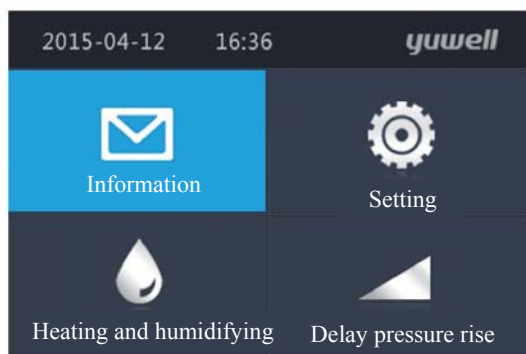 2015-04-12 16:36 yuwell
Information
Setting
Heating and humidifying
Delay pressure rise